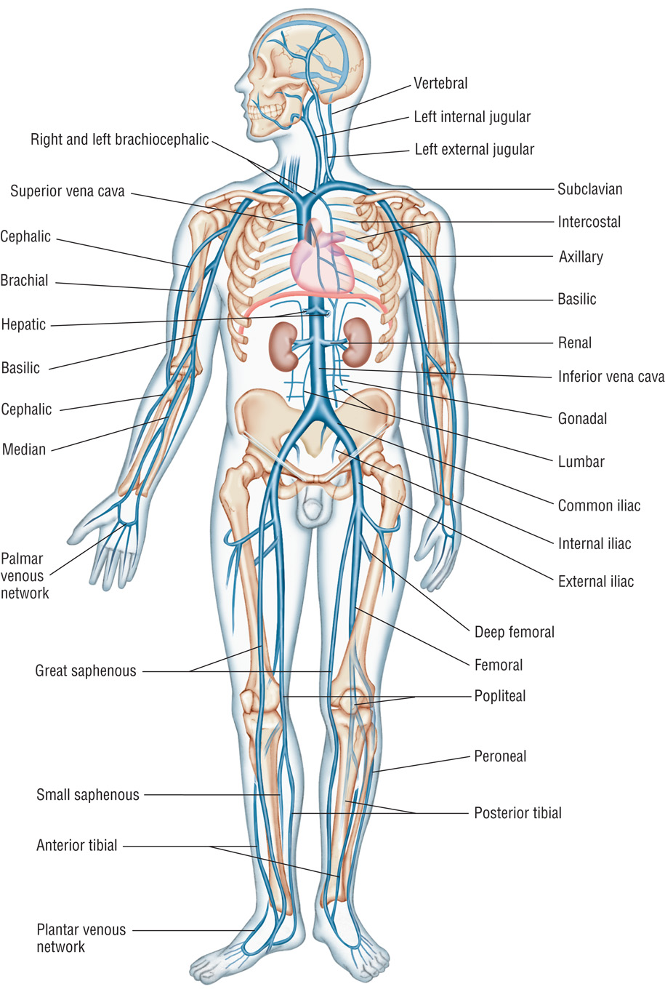 Vertebral
Left internal jugular
Right and left brachiocephalic
Left external jugular
Superior vena cava
Subclavian
Intercostal
Cephalic
Axillary
Brachial
Basilic
Hepatic
Renal
Basilic
Inferior vena cava
Cephalic
Gonadal
Median
Lumbar
Common iliac
Internal iliac
Palmar
venous
network
External iliac
Deep femoral
Great saphenous
Femoral
Popliteal
Peroneal
Small saphenous
Posterior tibial
Anterior tibial
Plantar venous
network